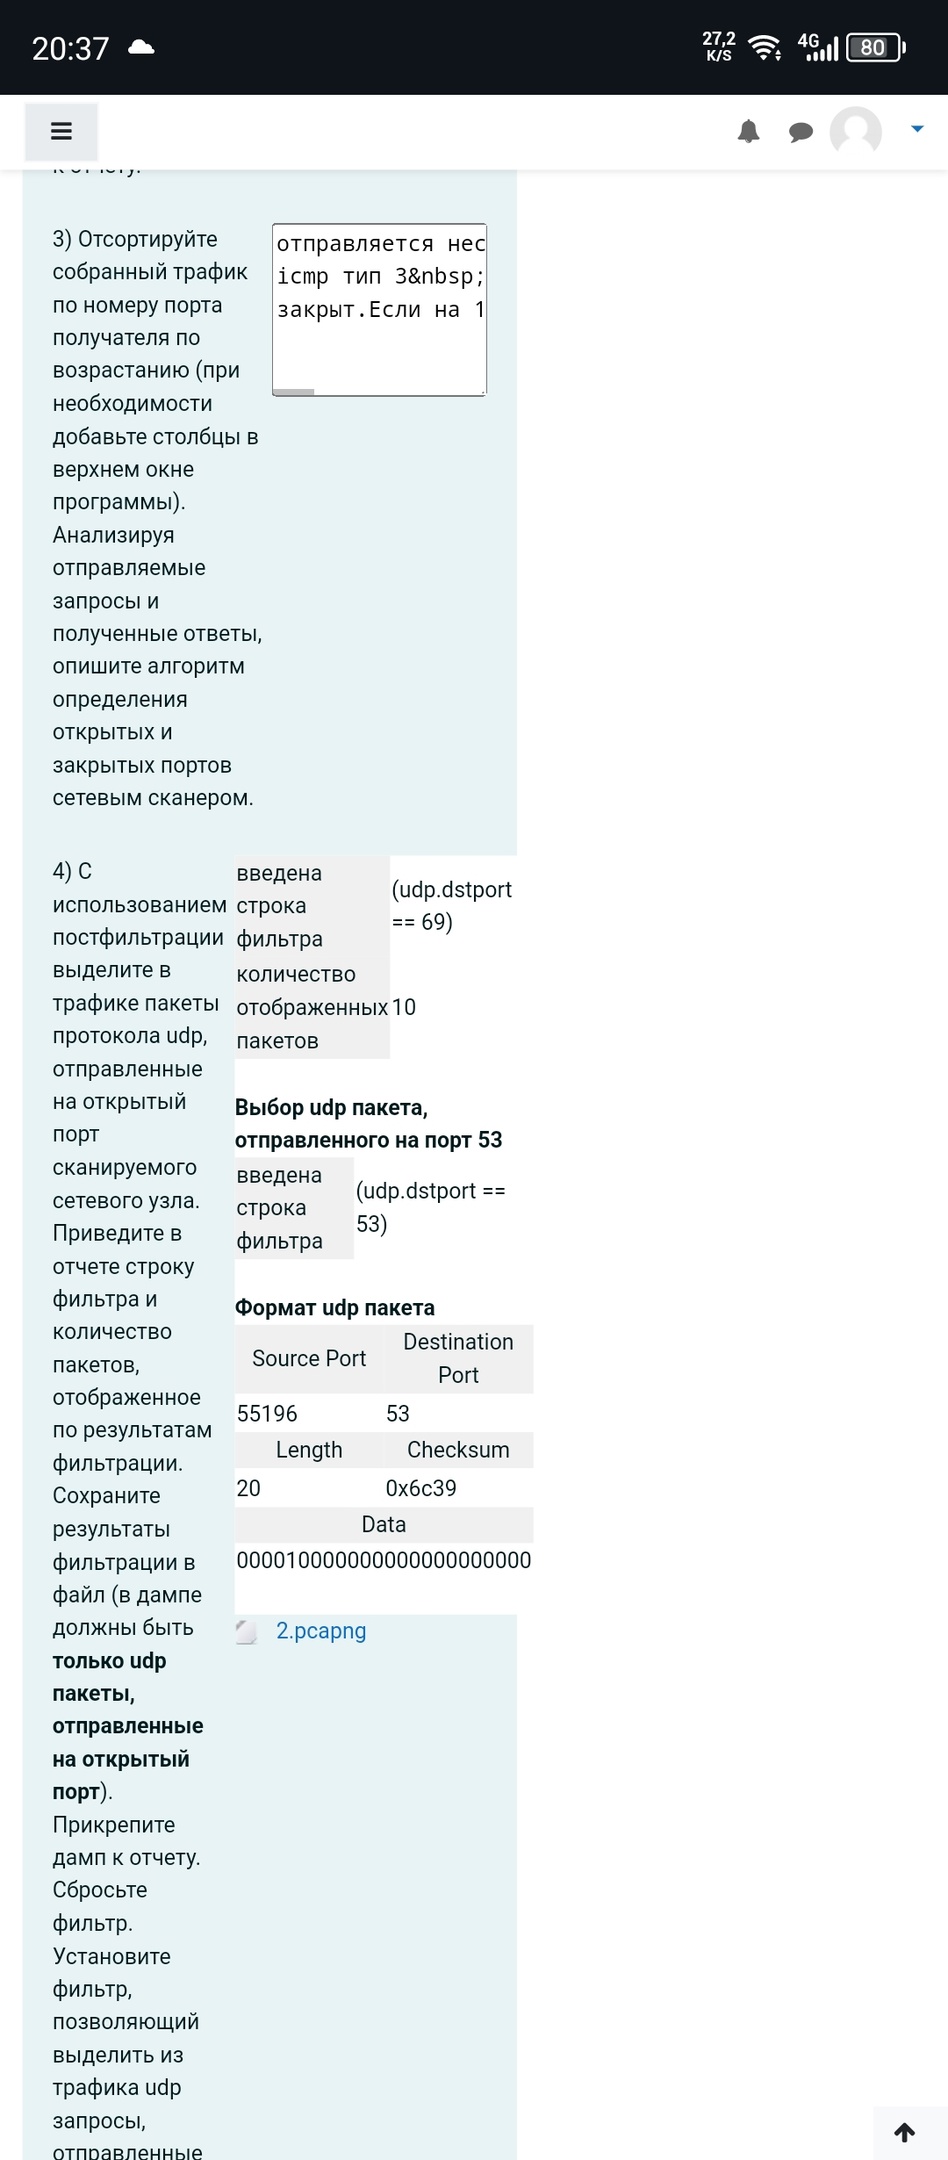 20:37
27,2
K/S
4G
80
к отчету.
3) Отсортируйте
собранный трафик
по номеру порта
получателя по
возрастанию (при
необходимости
добавьте столбцы в
верхнем окне
программы).
Анализируя
отправляемые
запросы и
полученные ответы,
опишите алгоритм
определения
открытых и
закрытых портов
сетевым сканером.
отправляется нес
icmp тип 3&nbsp;
закрыт.Если на 1
4) С
использованием
постфильтрации
выделите в
трафике пакеты
протокола udp,
отправленные
на открытый
порт
сканируемого
сетевого узла.
Приведите в
отчете строку
фильтра и
количество
пакетов,
отображенное
по результатам
фильтрации.
Сохраните
результаты
фильтрации в
файл (в дампе
должны быть
только udp
пакеты,
отправленные
на открытый
порт).
Прикрепите
дамп к отчету.
Сбросьте
фильтр.
Установите
фильтр,
позволяющий
выделить из
трафика udp
запросы,
отправленные
введена
строка
фильтра
(udp.dstport
== 69)
количество
отображенных
пакетов
10
Выбор udp пакета,
отправленного на порт 53
введена
строка
фильтра
(udp.dstport ==
53)
Формат udp пакета
Source Port
Destination
Port
55196
53
Length
Checksum
20
0x6c39
Data
000010000000000000000000
2.pcapng